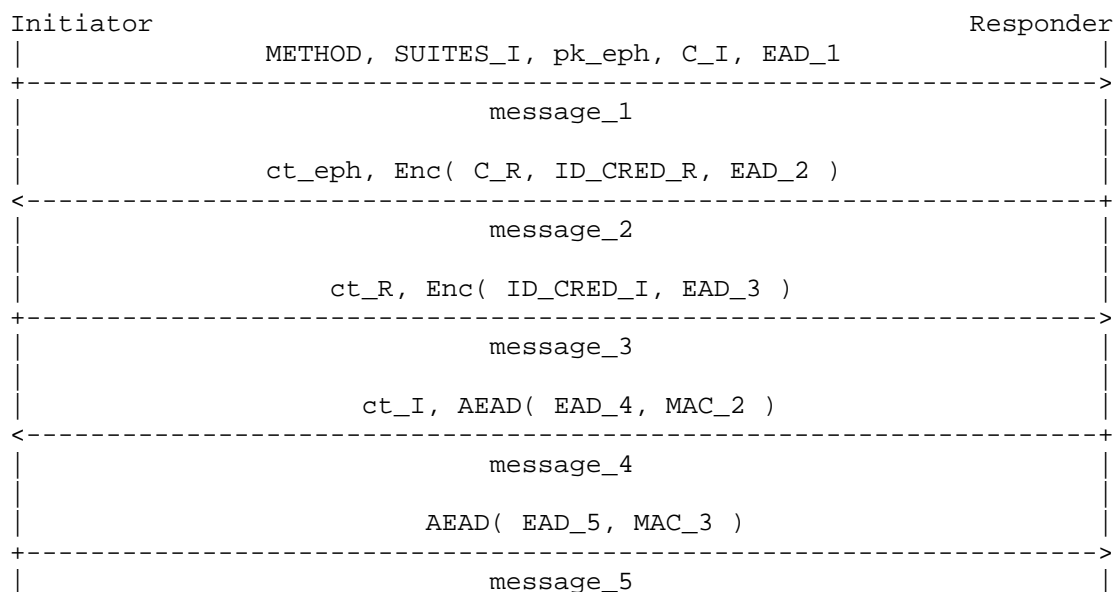 Initiator Responder
METHOD, SUITES_I, pk_eph, C_I, EAD_1
message_1
ct_eph, Enc( C_R, ID_CRED_R, EAD_2 )
message_2
ct_R, Enc( ID_CRED_I, EAD_3 )
message_3
ct_I, AEAD( EAD_4, MAC_2 )
message_4
AEAD( EAD_5, MAC_3 )
message_5